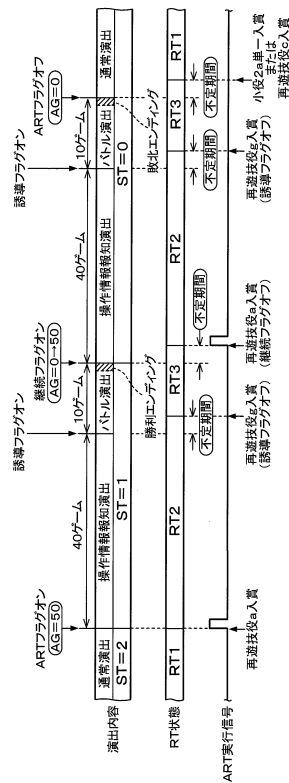 ARTフラグオン
AG=50
誘導フラグオン
継続フラグオン
AG=0→50
誘導フラグオン
ARTフラグオフ
AG=0
40ゲーム
10ゲーム
40ゲーム
10ゲーム
演出内容
通常演出
操作情報報知演出
バトル演出
操作情報報知演出
バトル演出
通常演出
ST=2
ST=1
ST=0
勝利エンディング
敗北エンディング
RT状態
RT1
RT2
RT3
RT2
RT3
RT1
不定期間
不定期間
不定期間
不定期間
ART実行信号
再遊技役a入賞
再遊技役g入賞
(誘導フラグオフ)
再遊技役a入賞
(継続フラグオフ)
再遊技役g入賞
(誘導フラグオフ)
小役2a単一入賞
または
再遊技役c入賞